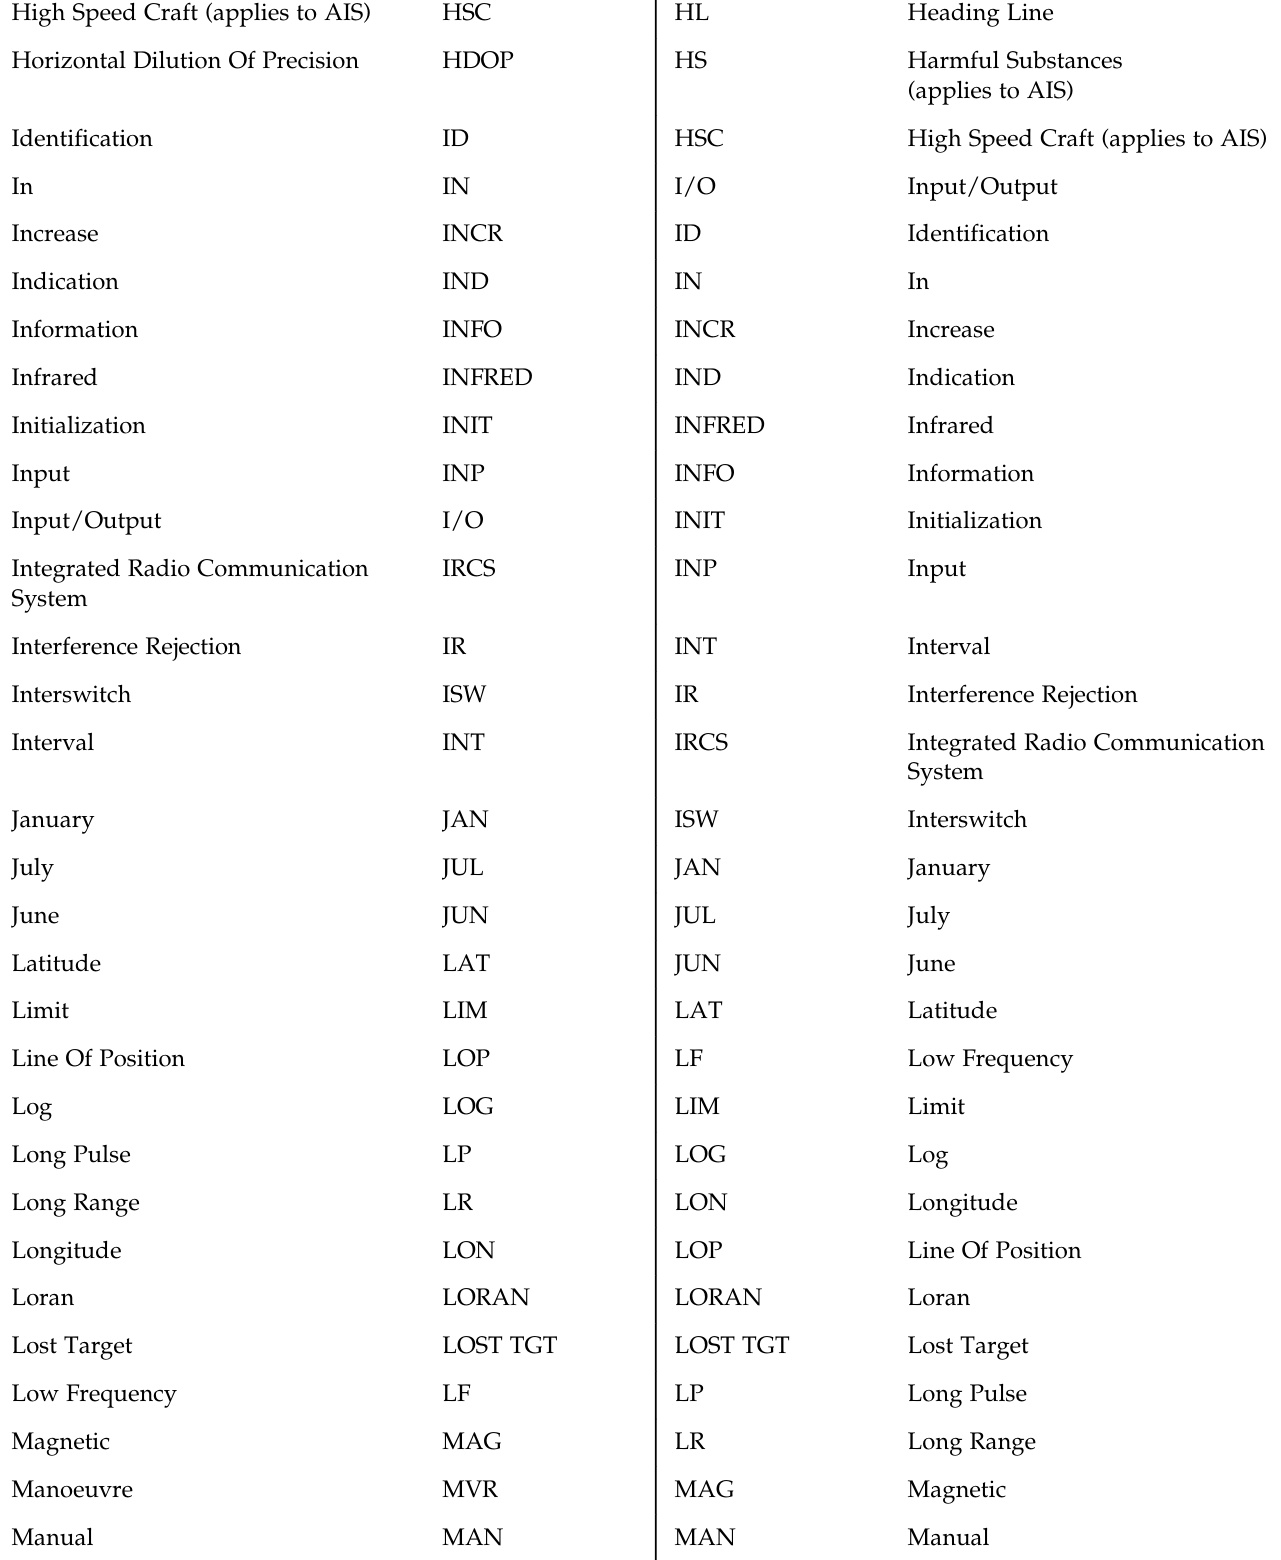 High Speed Craft (applies to AIS) HSC HL Heading Line
Horizontal Dilution Of Precision HDOP HS Harmful Substances
(applies to AIS)
Identification ID HSC High Speed Craft (applies to AIS)
In IN I/O Input/Output
Increase INCR ID Identification
Indication IND IN In
Information INFO INCR Increase
Infrared INFRED IND Indication
Initialization INIT INFRED Infrared
Input INP INFO Information
Input/Output I/O INIT Initialization
Integrated Radio Communication IRCS INP Input
System
Interference Rejection IR INT Interval
Interswitch ISW IR Interference Rejection
Interval INT IRCS Integrated Radio Communication
System
January JAN ISW Interswitch
July JUL JAN January
June JUN JUL July
Latitude LAT JUN June
Limit LIM LAT Latitude
Line Of Position LOP LF Low Frequency
Log LOG LIM Limit
Long Pulse LP LOG Log
Long Range LR LON Longitude
Longitude LON LOP Line Of Position
Loran LORAN LORAN Loran
Lost Target LOST TGT LOST TGT Lost Target
Low Frequency LF LP Long Pulse
Magnetic MAG LR Long Range
Manoeuvre MVR MAG Magnetic
Manual MAN MAN Manual